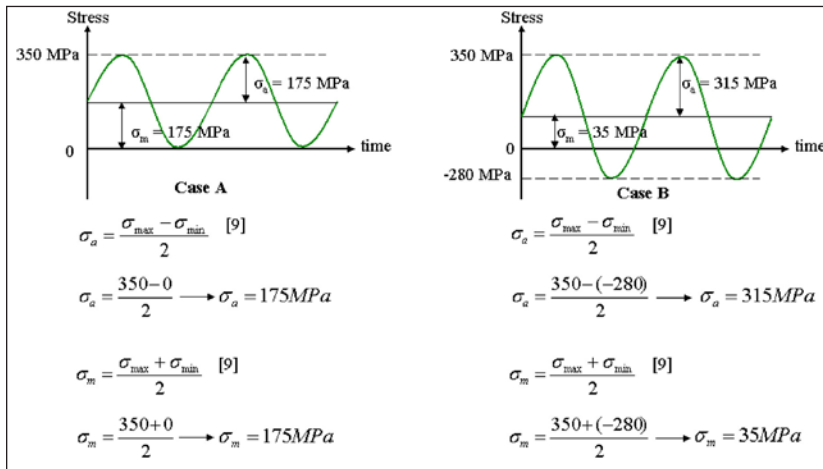 Stress
350 MPa
σa = 175 MPa
σm = 175 MPa
0
time
Case A
σa = (σmax − σmin) / 2 [9]
σa = (350−0) / 2 → σa = 175MPa
σm = (σmax + σmin) / 2 [9]
σm = (350+0) / 2 → σm = 175MPa
Stress
350 MPa
σa = 315 MPa
σm = 35 MPa
0
time
-280 MPa
Case B
σa = (σmax − σmin) / 2 [9]
σa = (350−(−280)) / 2 → σa = 315MPa
σm = (σmax + σmin) / 2 [9]
σm = (350+(−280)) / 2 → σm = 35MPa